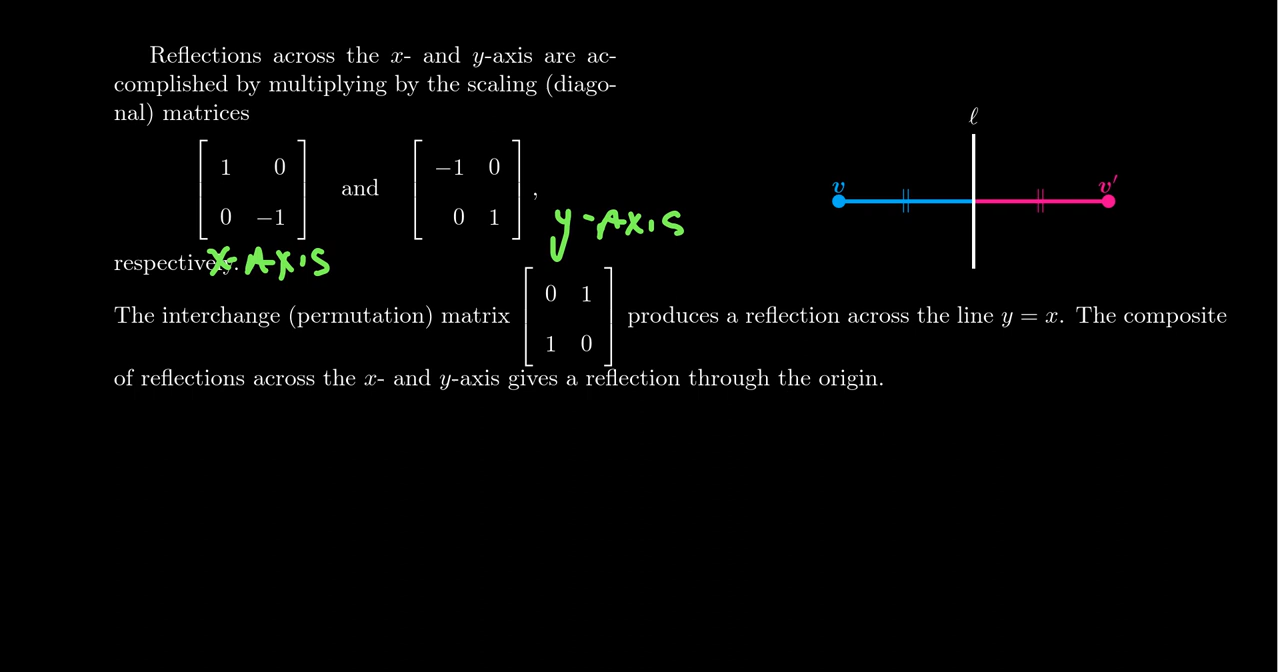 Reflections across the x- and y-axis are ac-
complished by multiplying by the scaling (diago-
nal) matrices
[ 1 0 ; 0 −1 ] and [ −1 0 ; 0 1 ],
y-Axis
respectively.
x-Axis
The interchange (permutation) matrix [ 0 1 ; 1 0 ] produces a reflection across the line y = x. The composite
of reflections across the x- and y-axis gives a reflection through the origin.
ℓ
v v′